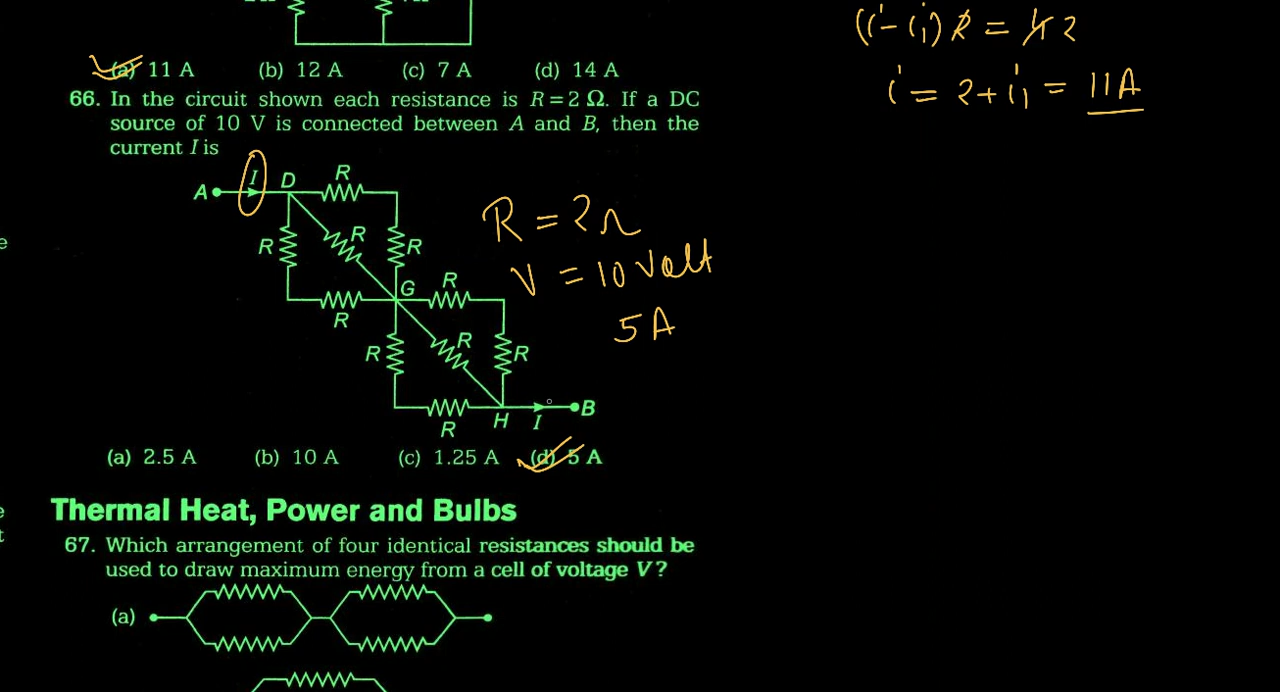 (i' - i₁) R = 42
(a) 11 A (b) 12 A (c) 7 A (d) 14 A
i' = 2 + i₁ = 11A
66. In the circuit shown each resistance is R = 2 Ω. If a DC
source of 10 V is connected between A and B, then the
current I is
A I D R
R R R
R = 2Ω
V = 10 Volt
G R
R
5 A
R R R
H I B
R
(a) 2.5 A (b) 10 A (c) 1.25 A (d) 5 A
Thermal Heat, Power and Bulbs
67. Which arrangement of four identical resistances should be
used to draw maximum energy from a cell of voltage V?
(a)